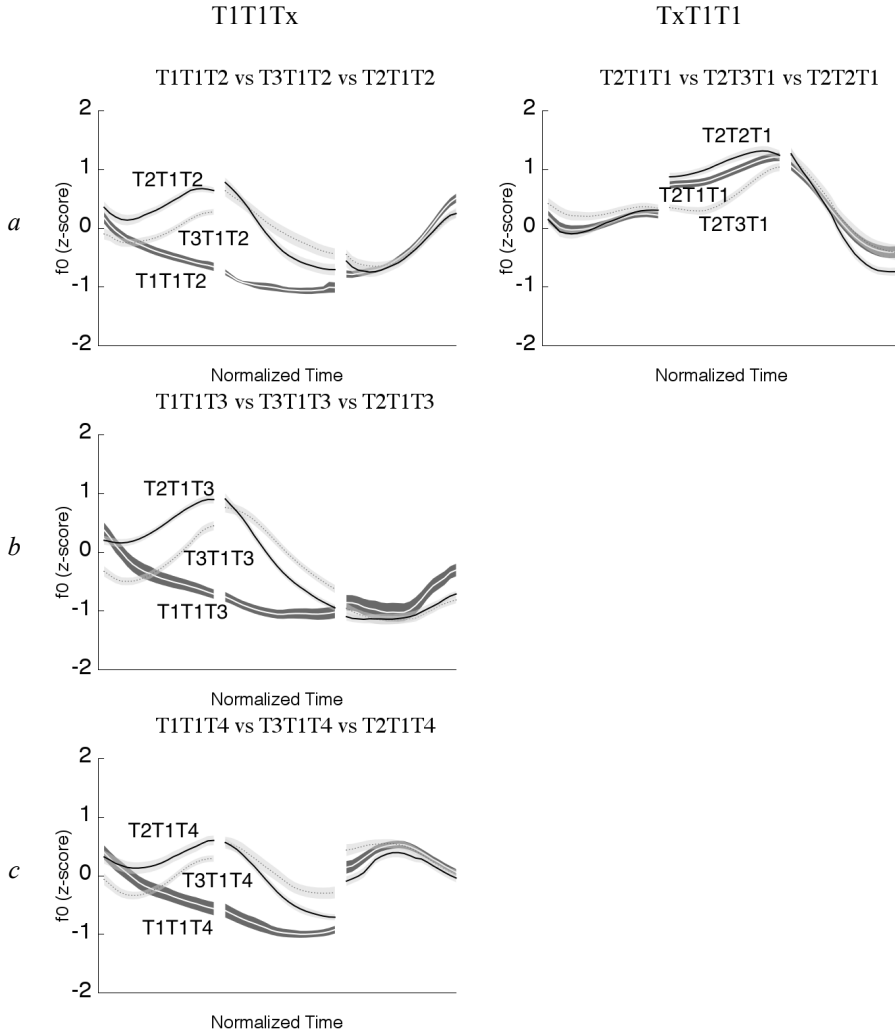 T1T1Tx
TxT1T1
T1T1T2 vs T3T1T2 vs T2T1T2
T2T1T1 vs T2T3T1 vs T2T2T1
a
f0 (z-score)
2
1
0
-1
-2
T2T1T2
T3T1T2
T1T1T2
Normalized Time
f0 (z-score)
2
1
0
-1
-2
T2T2T1
T2T1T1
T2T3T1
Normalized Time
T1T1T3 vs T3T1T3 vs T2T1T3
b
f0 (z-score)
2
1
0
-1
-2
T2T1T3
T3T1T3
T1T1T3
Normalized Time
T1T1T4 vs T3T1T4 vs T2T1T4
c
f0 (z-score)
2
1
0
-1
-2
T2T1T4
T3T1T4
T1T1T4
Normalized Time